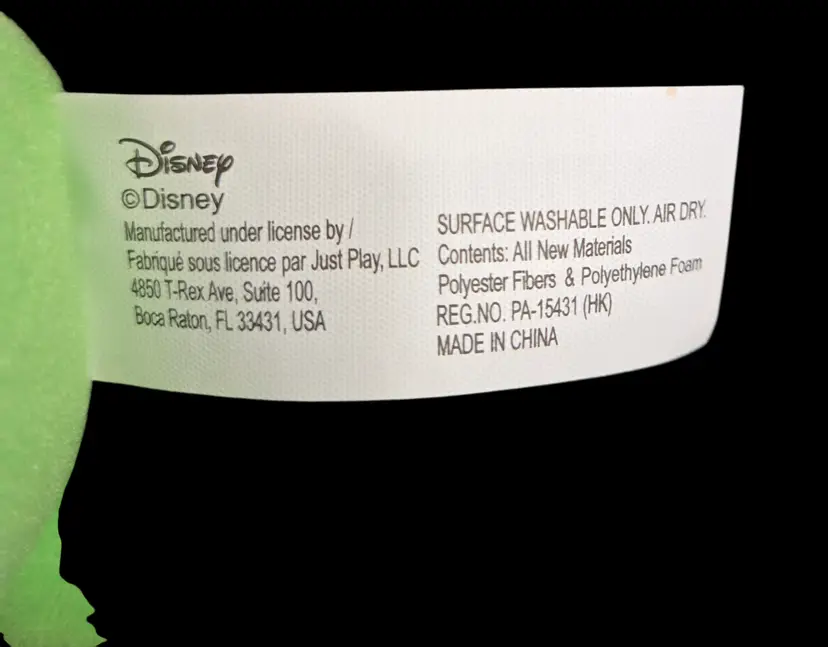 Disney
©Disney
Manufactured under license by /
Fabriqué sous licence par Just Play, LLC
4850 T-Rex Ave, Suite 100,
Boca Raton, FL 33431, USA
SURFACE WASHABLE ONLY. AIR DRY.
Contents: All New Materials
Polyester Fibers & Polyethylene Foam
REG.NO. PA-15431 (HK)
MADE IN CHINA